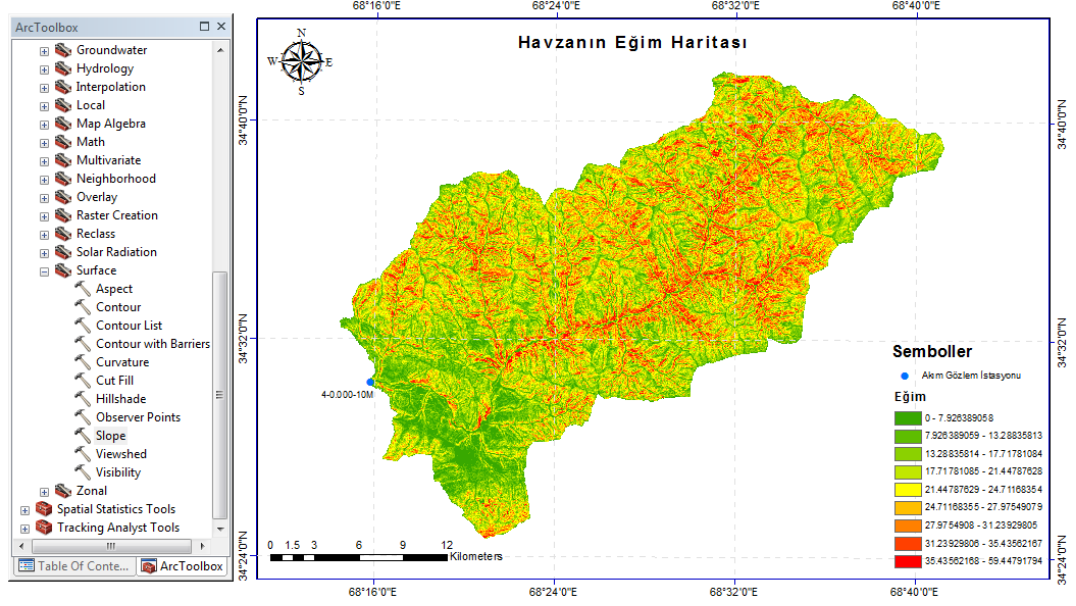 ArcToolbox
Groundwater
Hydrology
Interpolation
Local
Map Algebra
Math
Multivariate
Neighborhood
Overlay
Raster Creation
Reclass
Solar Radiation
Surface
Aspect
Contour
Contour List
Contour with Barriers
Curvature
Cut Fill
Hillshade
Observer Points
Slope
Viewshed
Visibility
Zonal
Spatial Statistics Tools
Tracking Analyst Tools
Table Of Conte...
ArcToolbox
68°16'0"E 68°24'0"E 68°32'0"E 68°40'0"E
Havzanın Eğim Haritası
N
W E
S
34°40'0"N 34°40'0"N
34°32'0"N 34°32'0"N
34°24'0"N 34°24'0"N
4-0.000-10M
Semboller
Akım Gözlem İstasyonu
Eğim
0 - 7.926389058
7.926389059 - 13.28835813
13.28835814 - 17.71781084
17.71781085 - 21.44787628
21.44787629 - 24.71168354
24.71168355 - 27.97549079
27.9754908 - 31.23929805
31.23929806 - 35.43562167
35.43562168 - 59.44791794
0 1.5 3 6 9 12
Kilometers
68°16'0"E 68°24'0"E 68°32'0"E 68°40'0"E